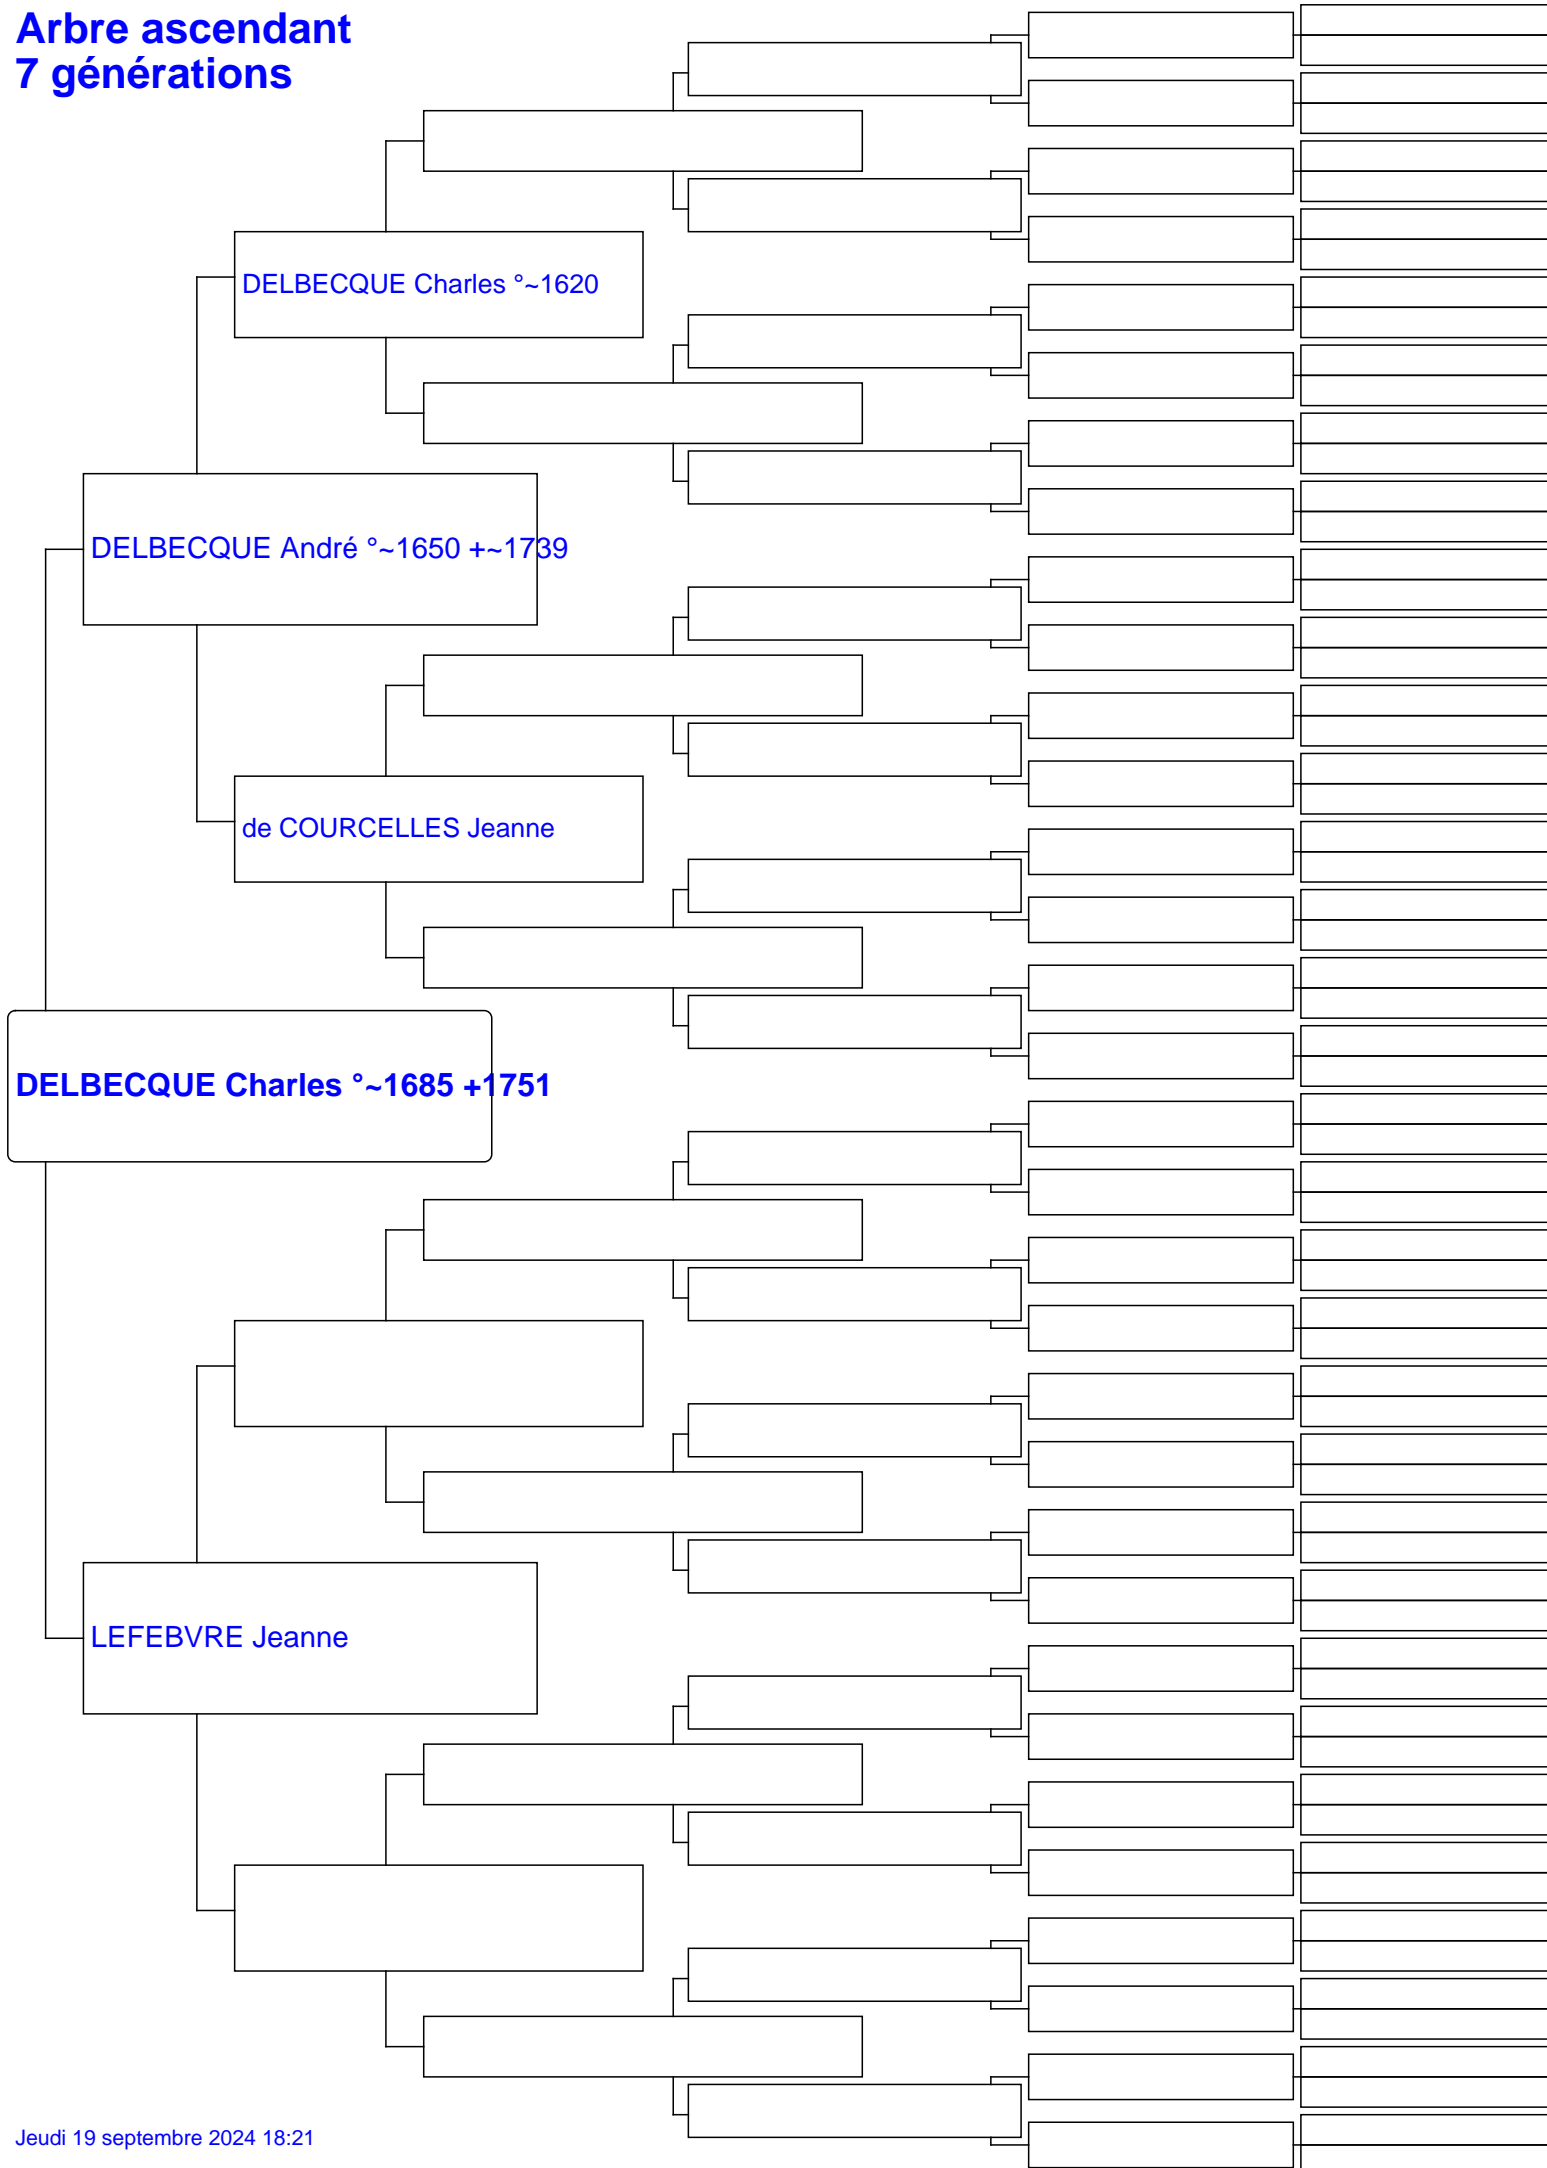 Arbre ascendant
7 générations
DELBECQUE Charles °~1620
DELBECQUE André °~1650 +~1739
de COURCELLES Jeanne
DELBECQUE Charles °~1685 +1751
LEFEBVRE Jeanne
Jeudi 19 septembre 2024 18:21